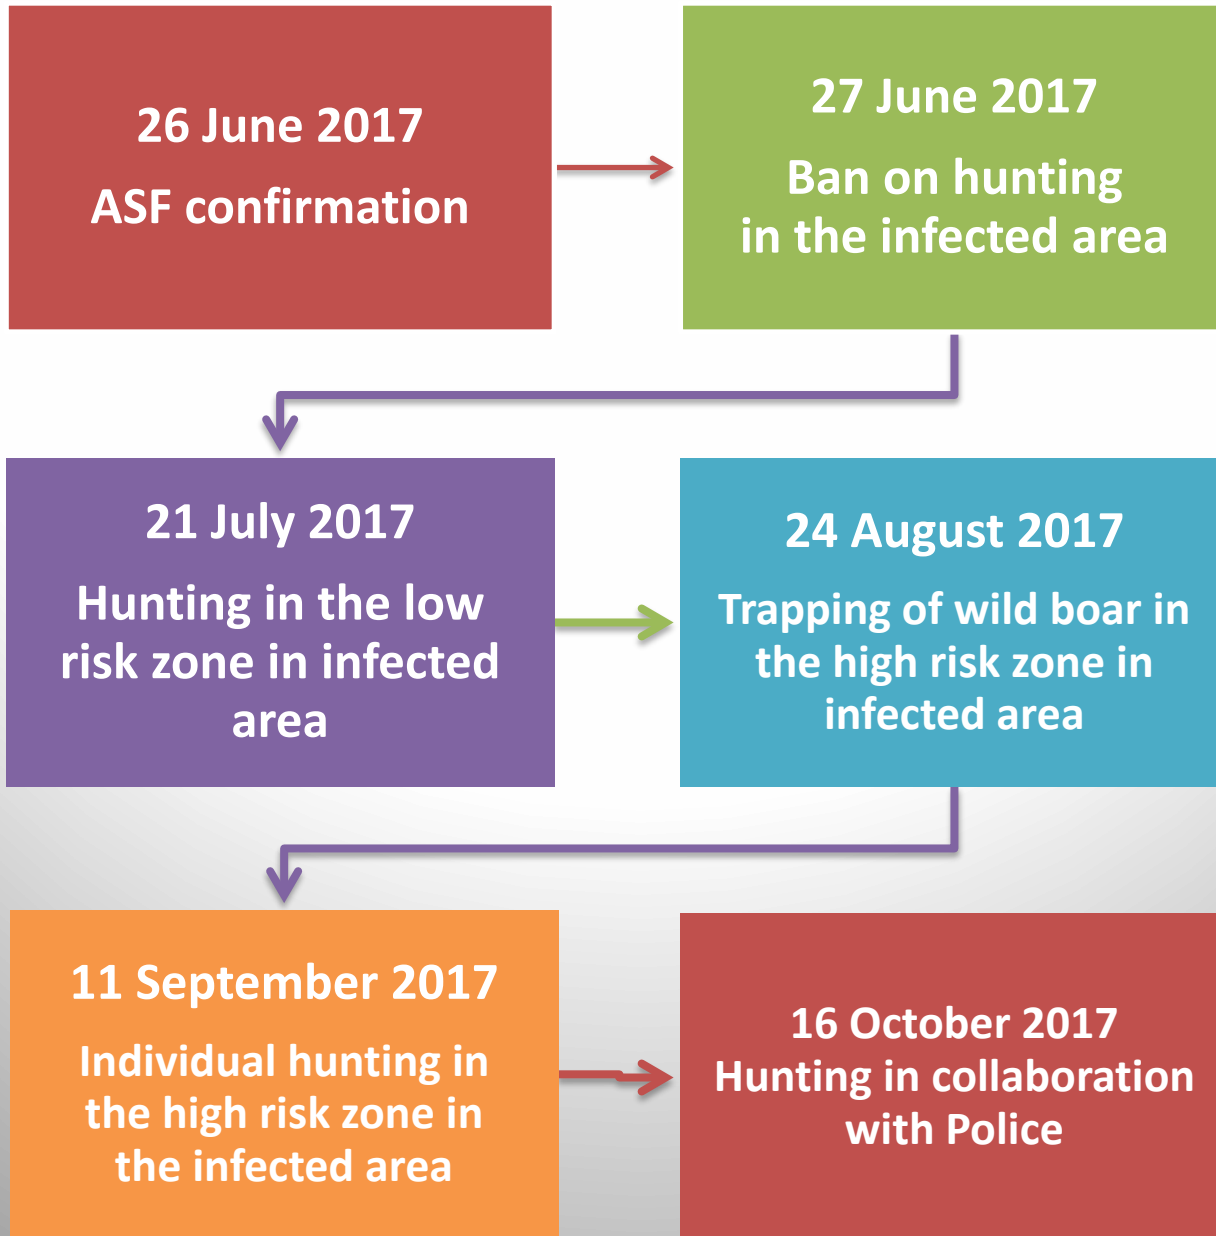 26 June 2017
ASF confirmation
27 June 2017
Ban on hunting
in the infected area
21 July 2017
Hunting in the low
risk zone in infected
area
24 August 2017
Trapping of wild boar in
the high risk zone in
infected area
11 September 2017
Individual hunting in
the high risk zone in
the infected area
16 October 2017
Hunting in collaboration
with Police